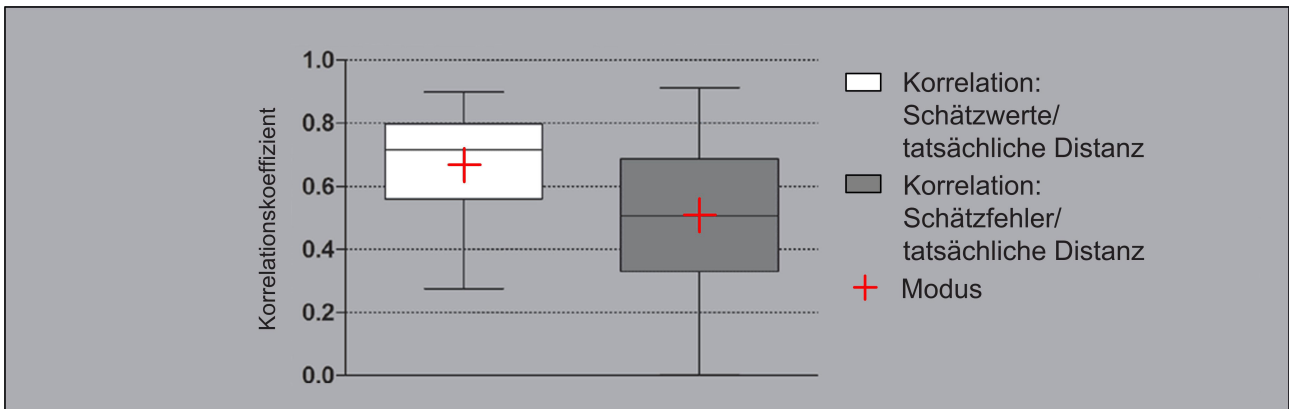 Korrelationskoeffizient
1.0
0.8
0.6
0.4
0.2
0.0
Korrelation:
Schätzwerte/
tatsächliche Distanz
Korrelation:
Schätzfehler/
tatsächliche Distanz
Modus